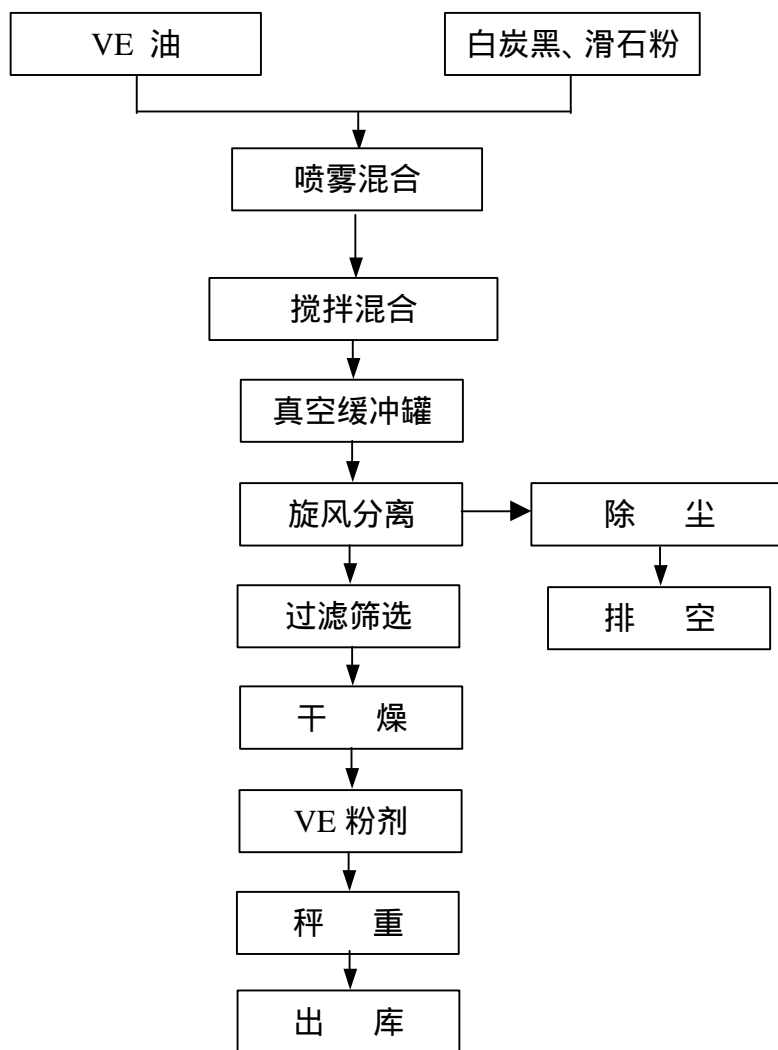 VE 油
白炭黑、滑石粉
喷雾混合
搅拌混合
真空缓冲罐
旋风分离
除 尘
过滤筛选
排 空
干 燥
VE 粉剂
秤 重
出 库